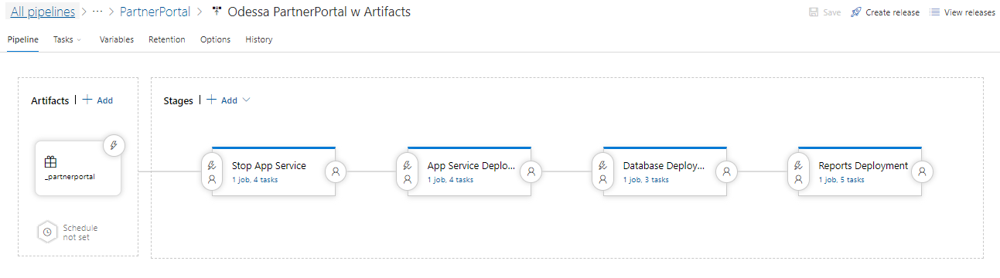 All pipelines > ··· > PartnerPortal > Odessa PartnerPortal w Artifacts
Save Create release View releases
Pipeline Tasks Variables Retention Options History
Artifacts | + Add
Stages | + Add
_partnerportal
Schedule
not set
Stop App Service
1 job, 4 tasks
App Service Deplo...
1 job, 4 tasks
Database Deploy...
1 job, 3 tasks
Reports Deployment
1 job, 5 tasks